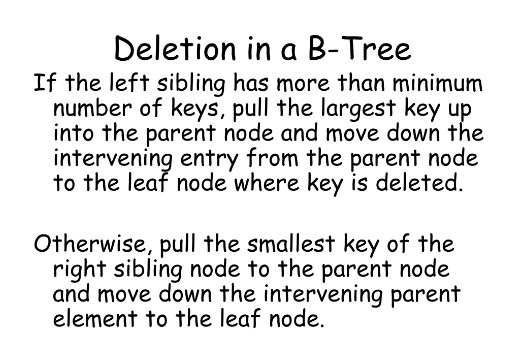 Deletion in a B-Tree
If the left sibling has more than minimum
number of keys, pull the largest key up
into the parent node and move down the
intervening entry from the parent node
to the leaf node where key is deleted.
Otherwise, pull the smallest key of the
right sibling node to the parent node
and move down the intervening parent
element to the leaf node.